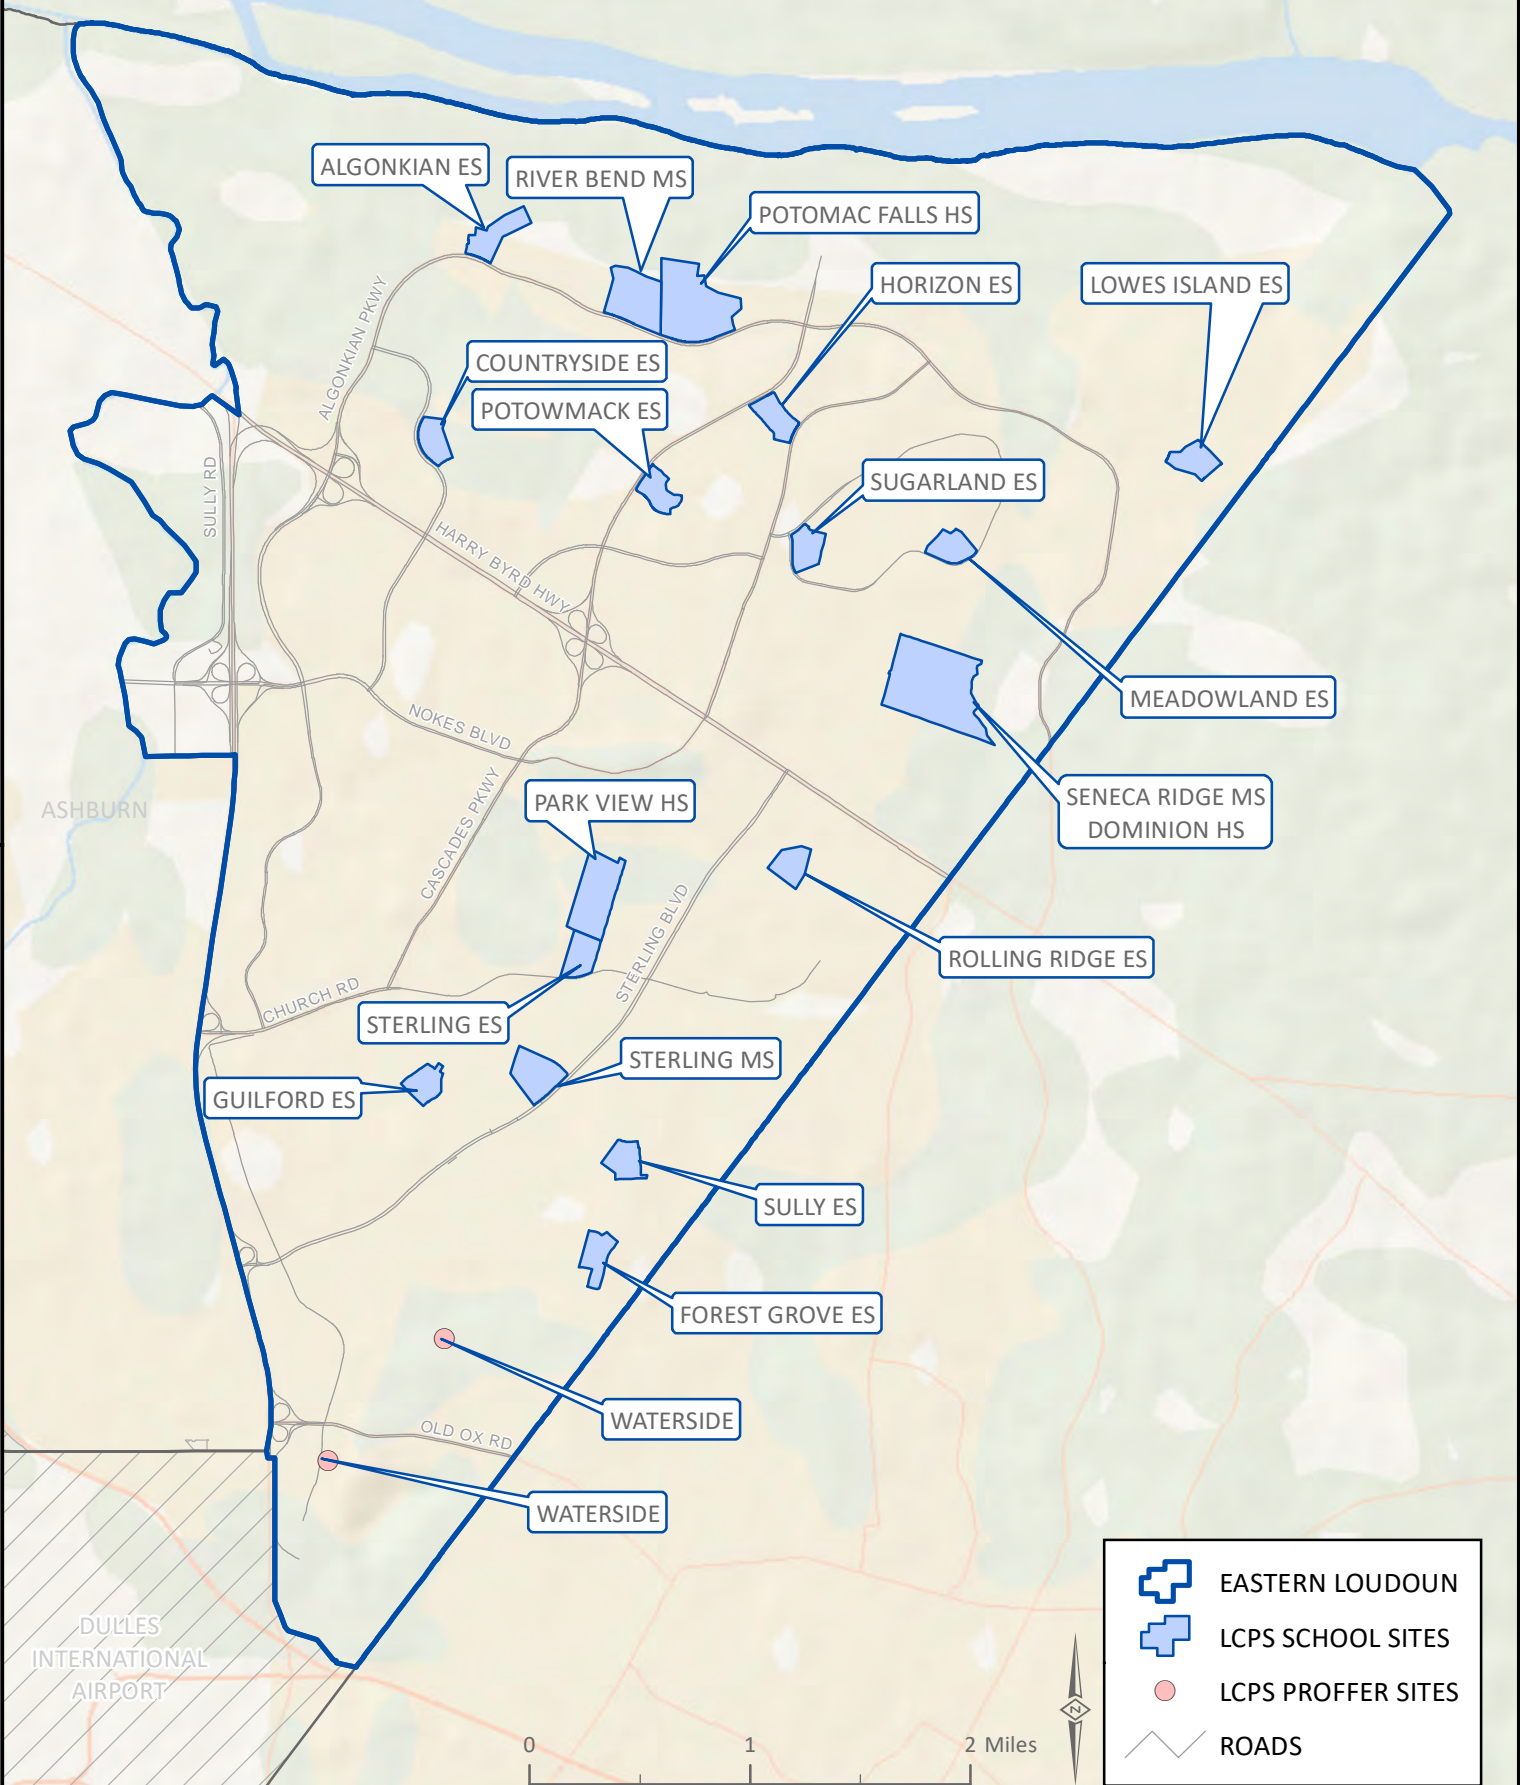 ALGONKIAN ES
RIVER BEND MS
POTOMAC FALLS HS
HORIZON ES
LOWES ISLAND ES
ALGONKIAN PKWY
COUNTRYSIDE ES
POTOWMACK ES
SULLY RD
SUGARLAND ES
HARRY BYRD HWY
MEADOWLAND ES
NOKES BLVD
ASHBURN
PARK VIEW HS
CASCADES PKWY
SENECA RIDGE MS
DOMINION HS
STERLING BLVD
ROLLING RIDGE ES
CHURCH RD
STERLING ES
STERLING MS
GUILFORD ES
SULLY ES
FOREST GROVE ES
WATERSIDE
OLD OX RD
WATERSIDE
DULLES
INTERNATIONAL
AIRPORT
EASTERN LOUDOUN
LCPS SCHOOL SITES
LCPS PROFFER SITES
ROADS
N
0 1 2 Miles